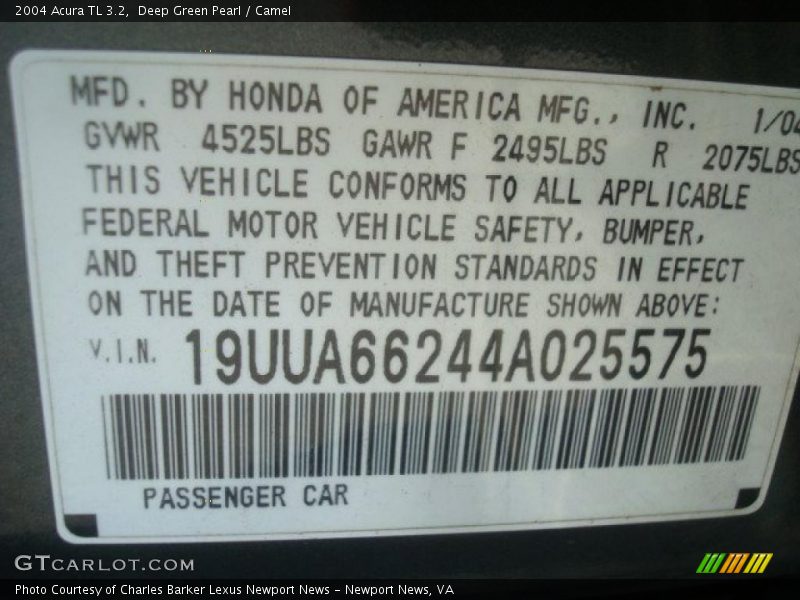 2004 Acura TL 3.2,  Deep Green Pearl / Camel
MFD. BY HONDA OF AMERICA MFG., INC. 1/04
GVWR 4525LBS GAWR F 2495LBS R 2075LBS
THIS VEHICLE CONFORMS TO ALL APPLICABLE
FEDERAL MOTOR VEHICLE SAFETY, BUMPER,
AND THEFT PREVENTION STANDARDS IN EFFECT
ON THE DATE OF MANUFACTURE SHOWN ABOVE:
V.I.N. 19UUA66244A025575
PASSENGER CAR
GTCARLOT.COM
Photo Courtesy of Charles Barker Lexus Newport News - Newport News, VA